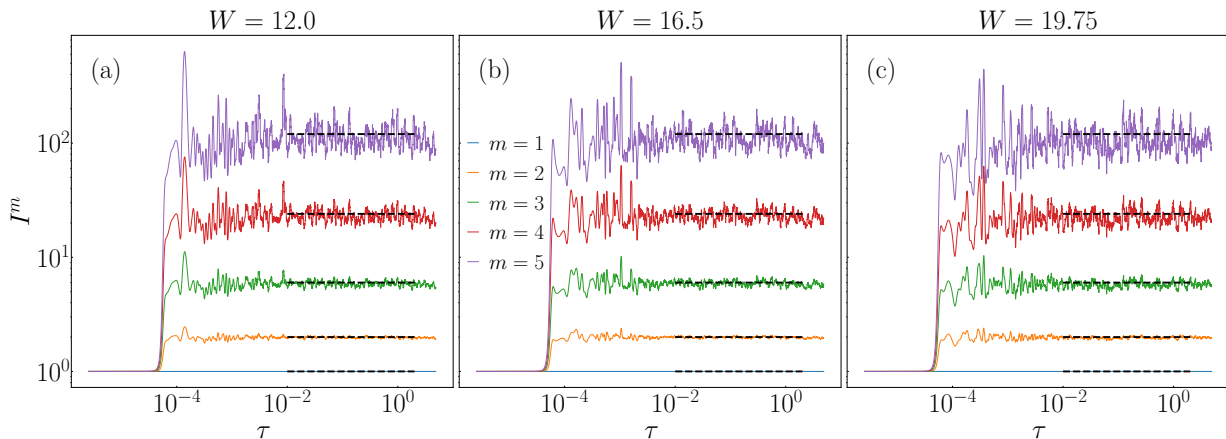 W = 12.0
W = 16.5
W = 19.75
(a)
(b)
(c)
I^m
10^2
10^1
10^0
m = 1
m = 2
m = 3
m = 4
m = 5
10^{-4}
10^{-2}
10^0
10^{-4}
10^{-2}
10^0
10^{-4}
10^{-2}
10^0
τ
τ
τ